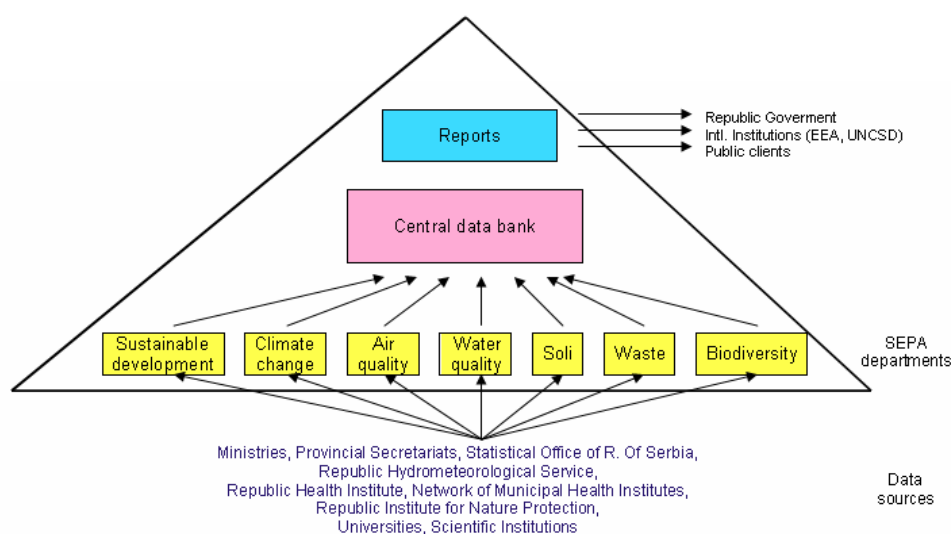 Reports
Republic Goverment
Intl. Institutions (EEA, UNCSD)
Public clients
Central data bank
Sustainable
development
Climate
change
Air
quality
Water
quality
Soli
Waste
Biodiversity
SEPA
departments
Ministries, Provincial Secretariats, Statistical Office of R. Of Serbia,
Republic Hydrometeorological Service,
Republic Health Institute, Network of Municipal Health Institutes,
Republic Institute for Nature Protection,
Universities, Scientific Institutions
Data
sources